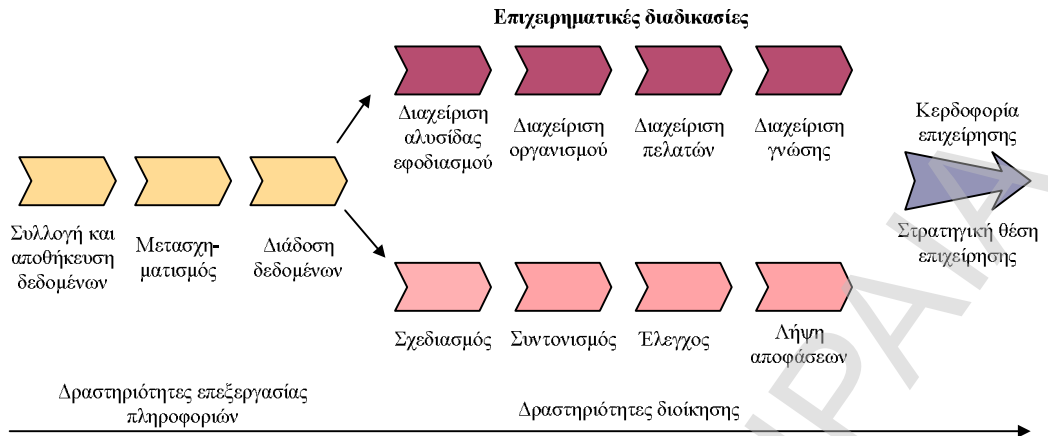 Επιχειρηματικές διαδικασίες
Διαχείριση
αλυσίδας
εφοδιασμού
Διαχείριση
οργανισμού
Διαχείριση
πελατών
Διαχείριση
γνώσης
Κερδοφορία
επιχείρησης
Συλλογή και
αποθήκευση
δεδομένων
Μετασχη-
ματισμός
Διάδοση
δεδομένων
Στρατηγική θέση
επιχείρησης
Σχεδιασμός
Συντονισμός
Έλεγχος
Λήψη
αποφάσεων
Δραστηριότητες επεξεργασίας
πληροφοριών
Δραστηριότητες διοίκησης